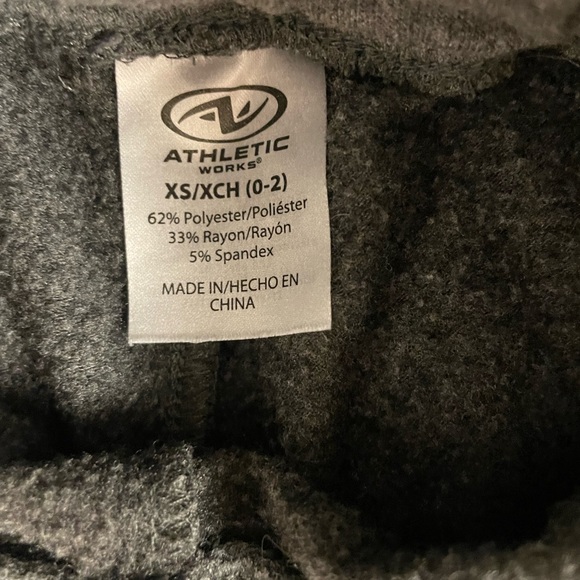 ATHLETIC
WORKS®
XS/XCH (0-2)
62% Polyester/Poliéster
33% Rayon/Rayón
5% Spandex
MADE IN/HECHO EN
CHINA